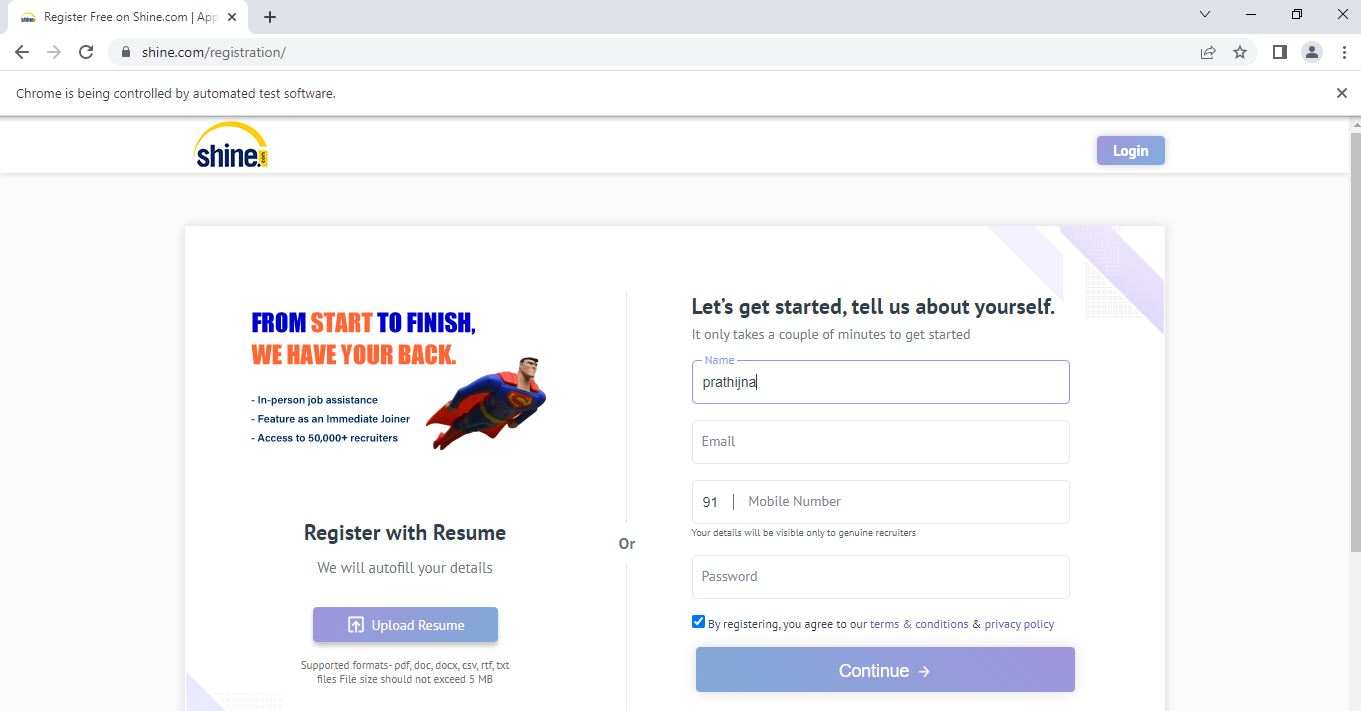 Register Free on Shine.com | App
shine.com/registration/
Chrome is being controlled by automated test software.
shine.com
Login
FROM START TO FINISH,
WE HAVE YOUR BACK.
- In-person job assistance
- Feature as an Immediate Joiner
- Access to 50,000+ recruiters
Register with Resume
We will autofill your details
Upload Resume
Supported formats- pdf, doc, docx, csv, rtf, txt
files File size should not exceed 5 MB
Or
Let’s get started, tell us about yourself.
It only takes a couple of minutes to get started
Name
prathijna
Email
91 | Mobile Number
Your details will be visible only to genuine recruiters
Password
By registering, you agree to our terms & conditions & privacy policy
Continue →